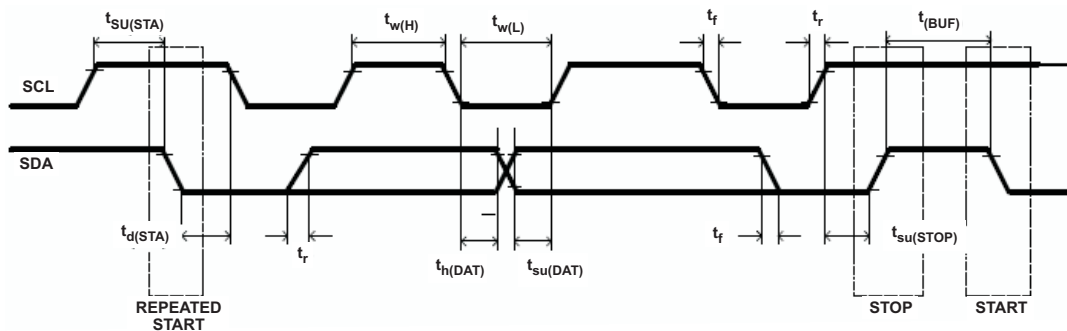 tSU(STA)
tw(H)
tw(L)
tf
tr
t(BUF)
SCL
SDA
td(STA)
tr
th(DAT)
tsu(DAT)
tf
tsu(STOP)
REPEATED
START
STOP
START